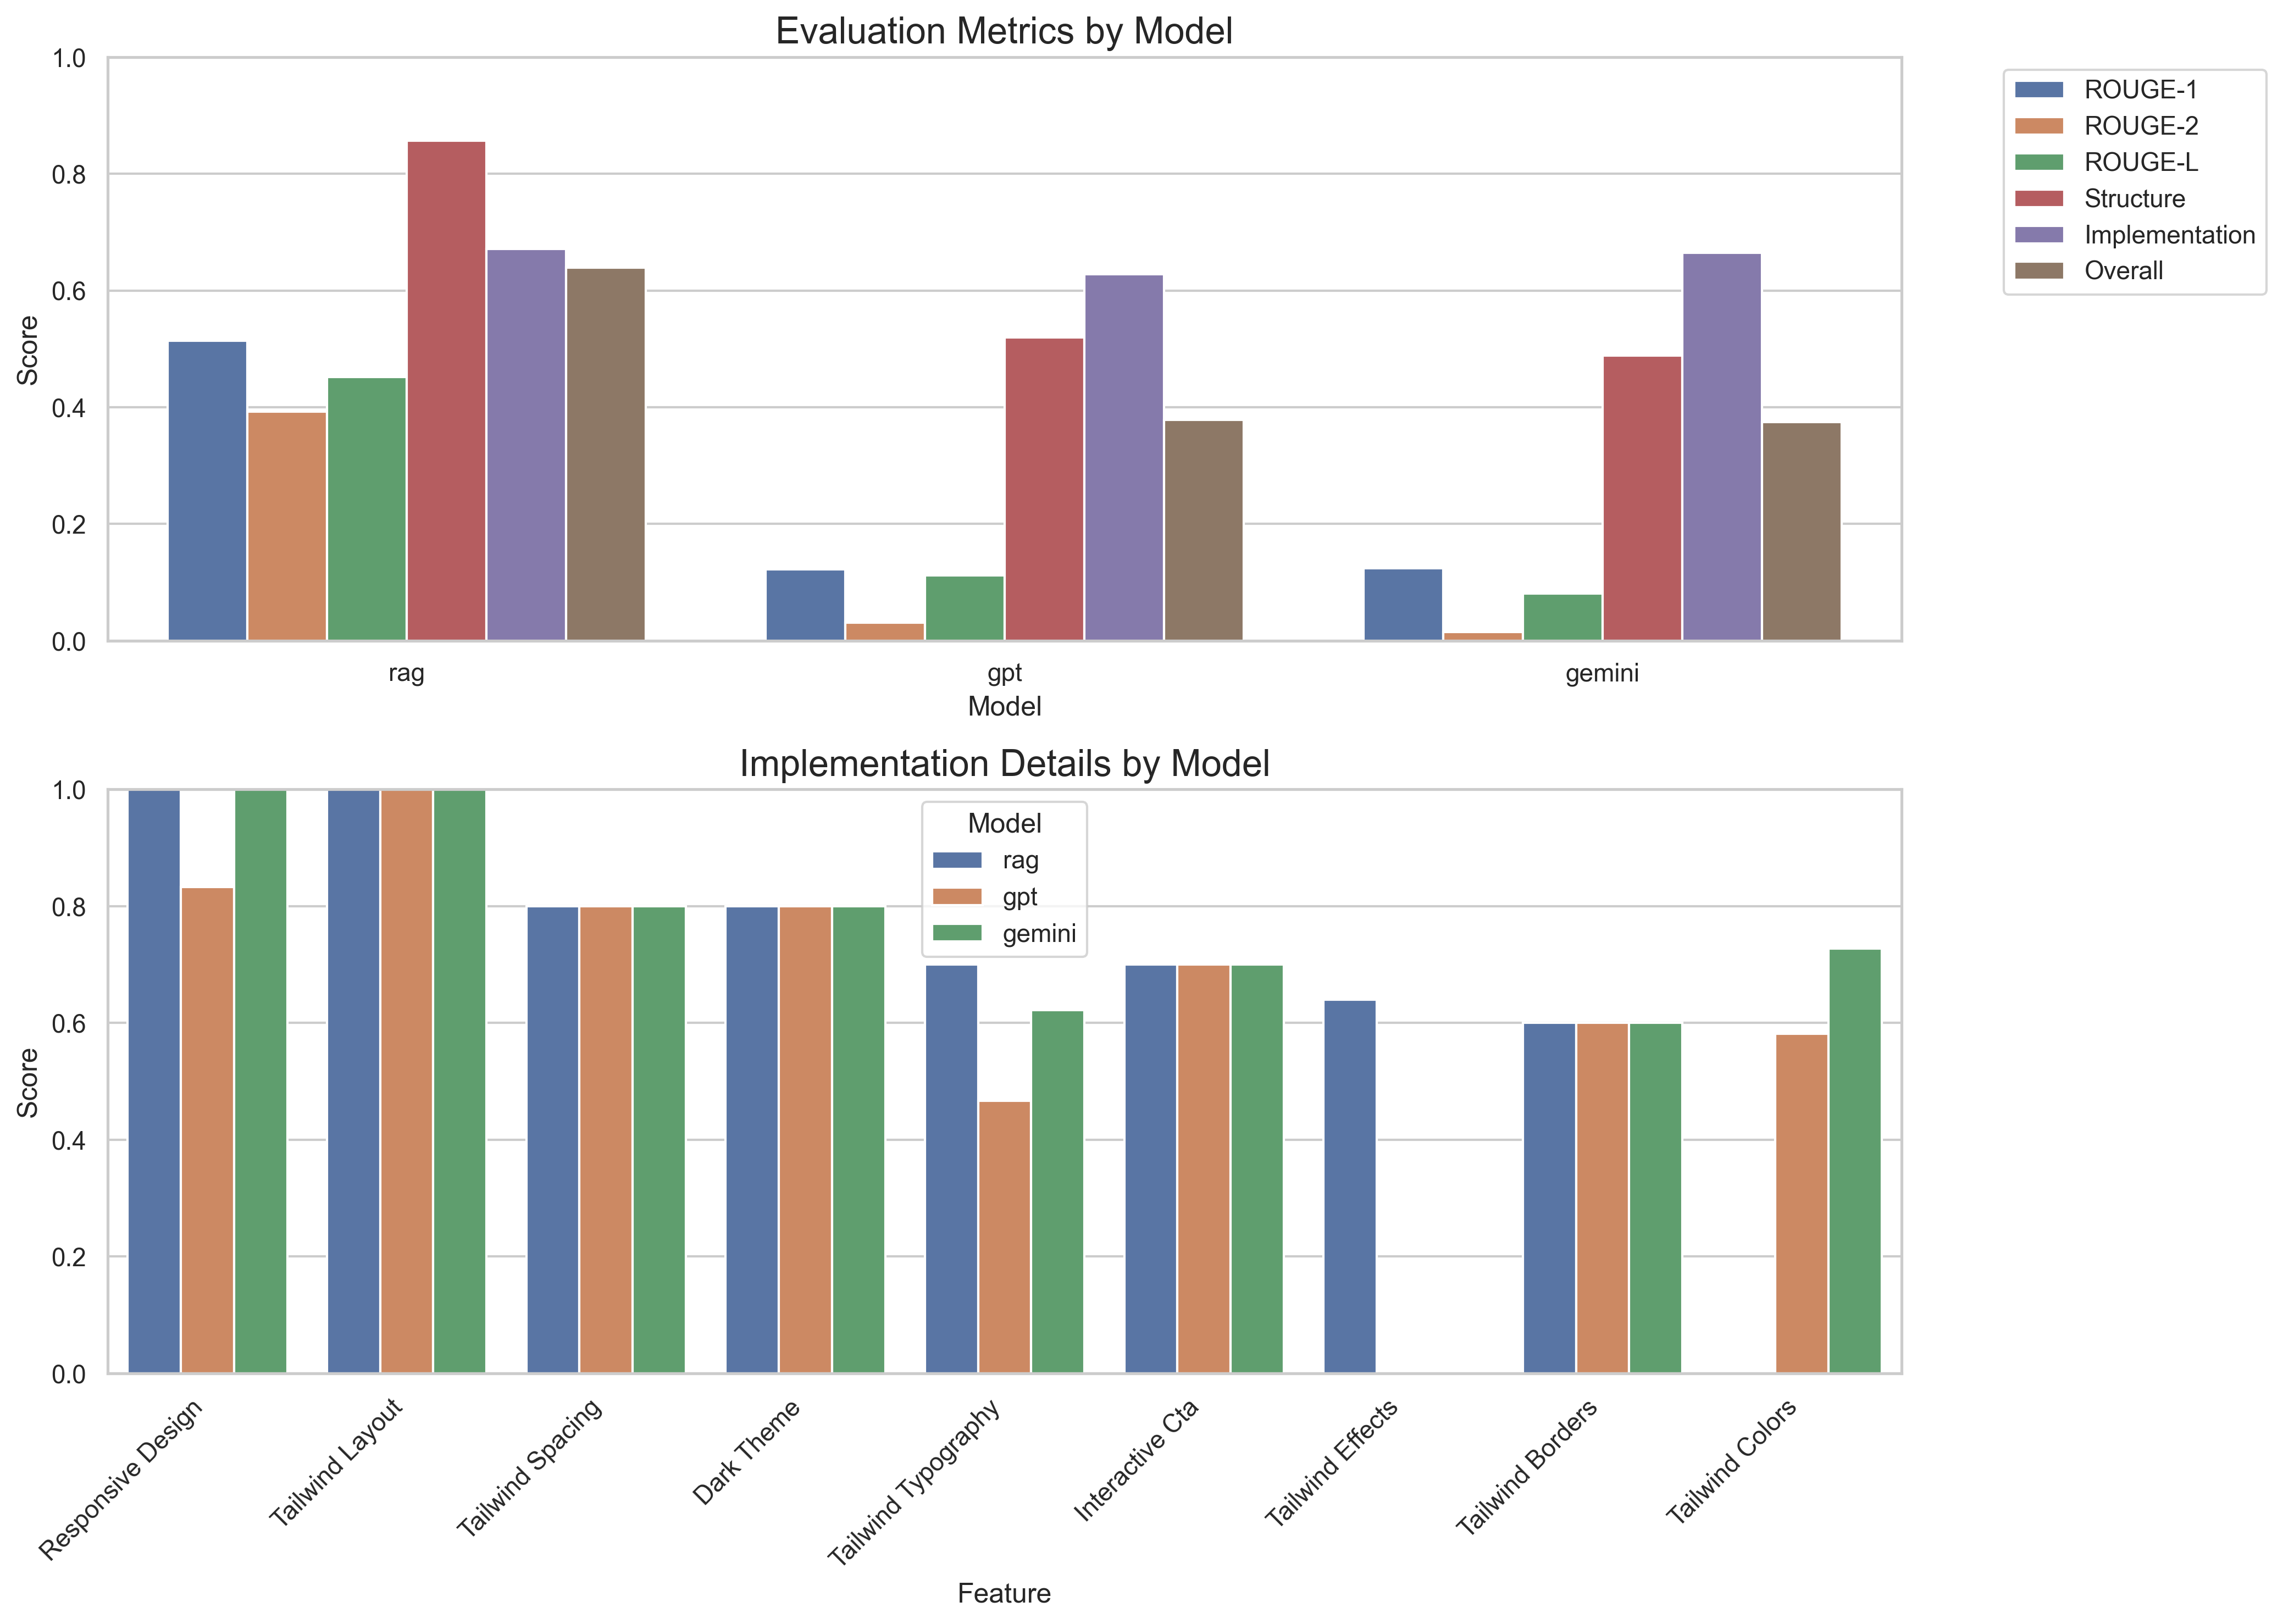 Evaluation Metrics by Model
1.0
0.8
0.6
0.4
0.2
0.0
Score
rag
gpt
gemini
Model
ROUGE-1
ROUGE-2
ROUGE-L
Structure
Implementation
Overall
Implementation Details by Model
1.0
0.8
0.6
0.4
0.2
0.0
Score
Model
rag
gpt
gemini
Responsive Design
Tailwind Layout
Tailwind Spacing
Dark Theme
Tailwind Typography
Interactive Cta
Tailwind Effects
Tailwind Borders
Tailwind Colors
Feature